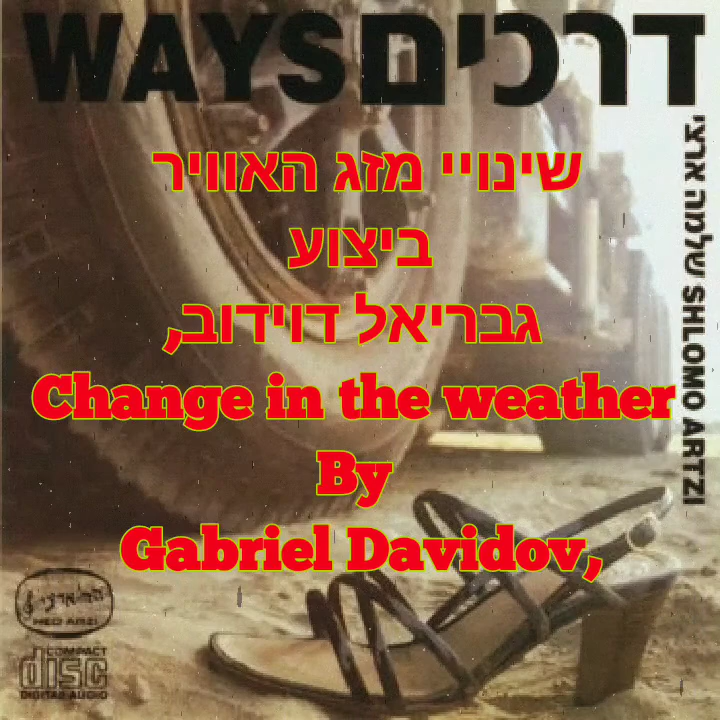 WAYS דרכים
שלמה ארצי SHLOMO ARTZI
שינויי מזג האוויר
ביצוע
גבריאל דוידוב,
Change in the weather
By
Gabriel Davidov,
הד ארצי
HED ARZI
COMPACT
disc
DIGITAL AUDIO